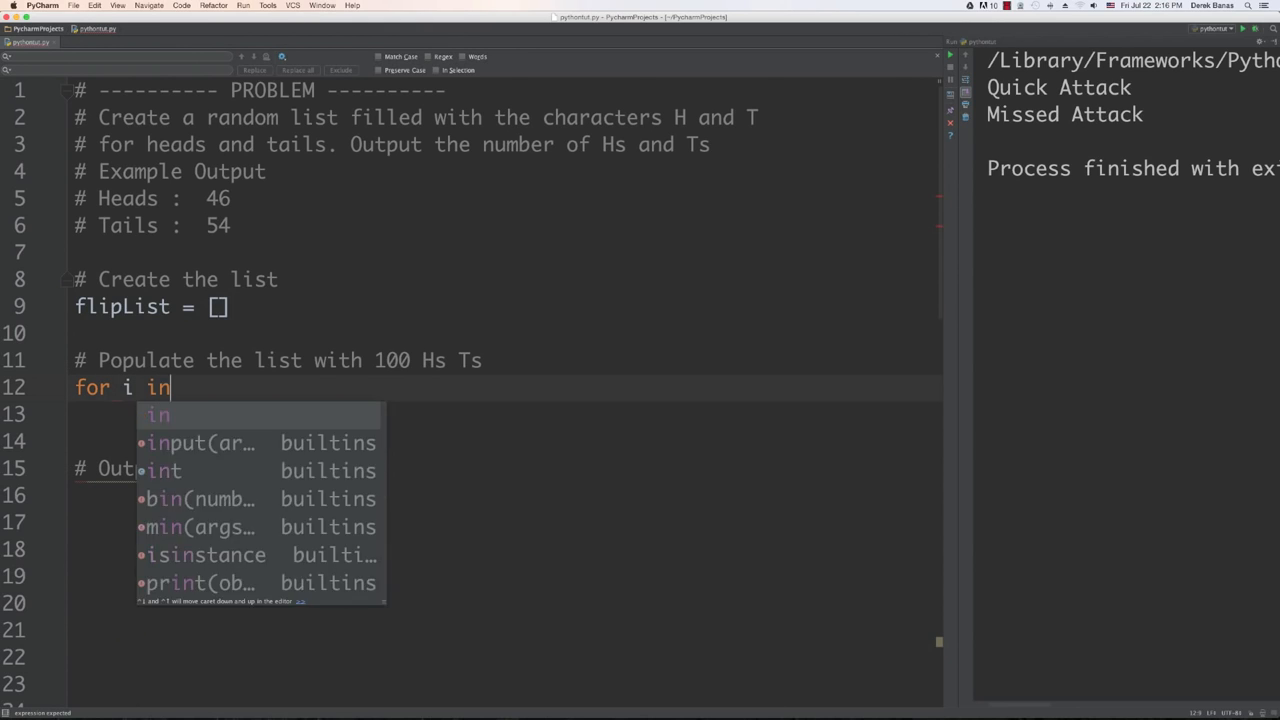 PyCharm File Edit View Navigate Code Refactor Run Tools VCS Window Help 10 Fri Jul 22 2:16 PM Derek Banas
pythontut.py - PycharmProjects - [~/PycharmProjects]
PycharmProjects pythontut.py pythontut
pythontut.py Run pythontut
Match Case Regex Words
Replace Replace all Exclude Preserve Case In Selection
1 # ---------- PROBLEM ----------
2 # Create a random list filled with the characters H and T
3 # for heads and tails. Output the number of Hs and Ts
4 # Example Output
5 # Heads : 46
6 # Tails : 54
7
8 # Create the list
9 flipList = []
10
11 # Populate the list with 100 Hs Ts
12 for i in
13
14
15 # Out
16
17
18
19
20
21
22
23
in
input(ar… builtins
int builtins
bin(numb… builtins
min(args… builtins
isinstance builti…
print(ob… builtins
^↓ and ^↑ will move caret down and up in the editor >>
/Library/Frameworks/Pytho
Quick Attack
Missed Attack
Process finished with exi
expression expected 12:9 LF÷ UTF-8÷